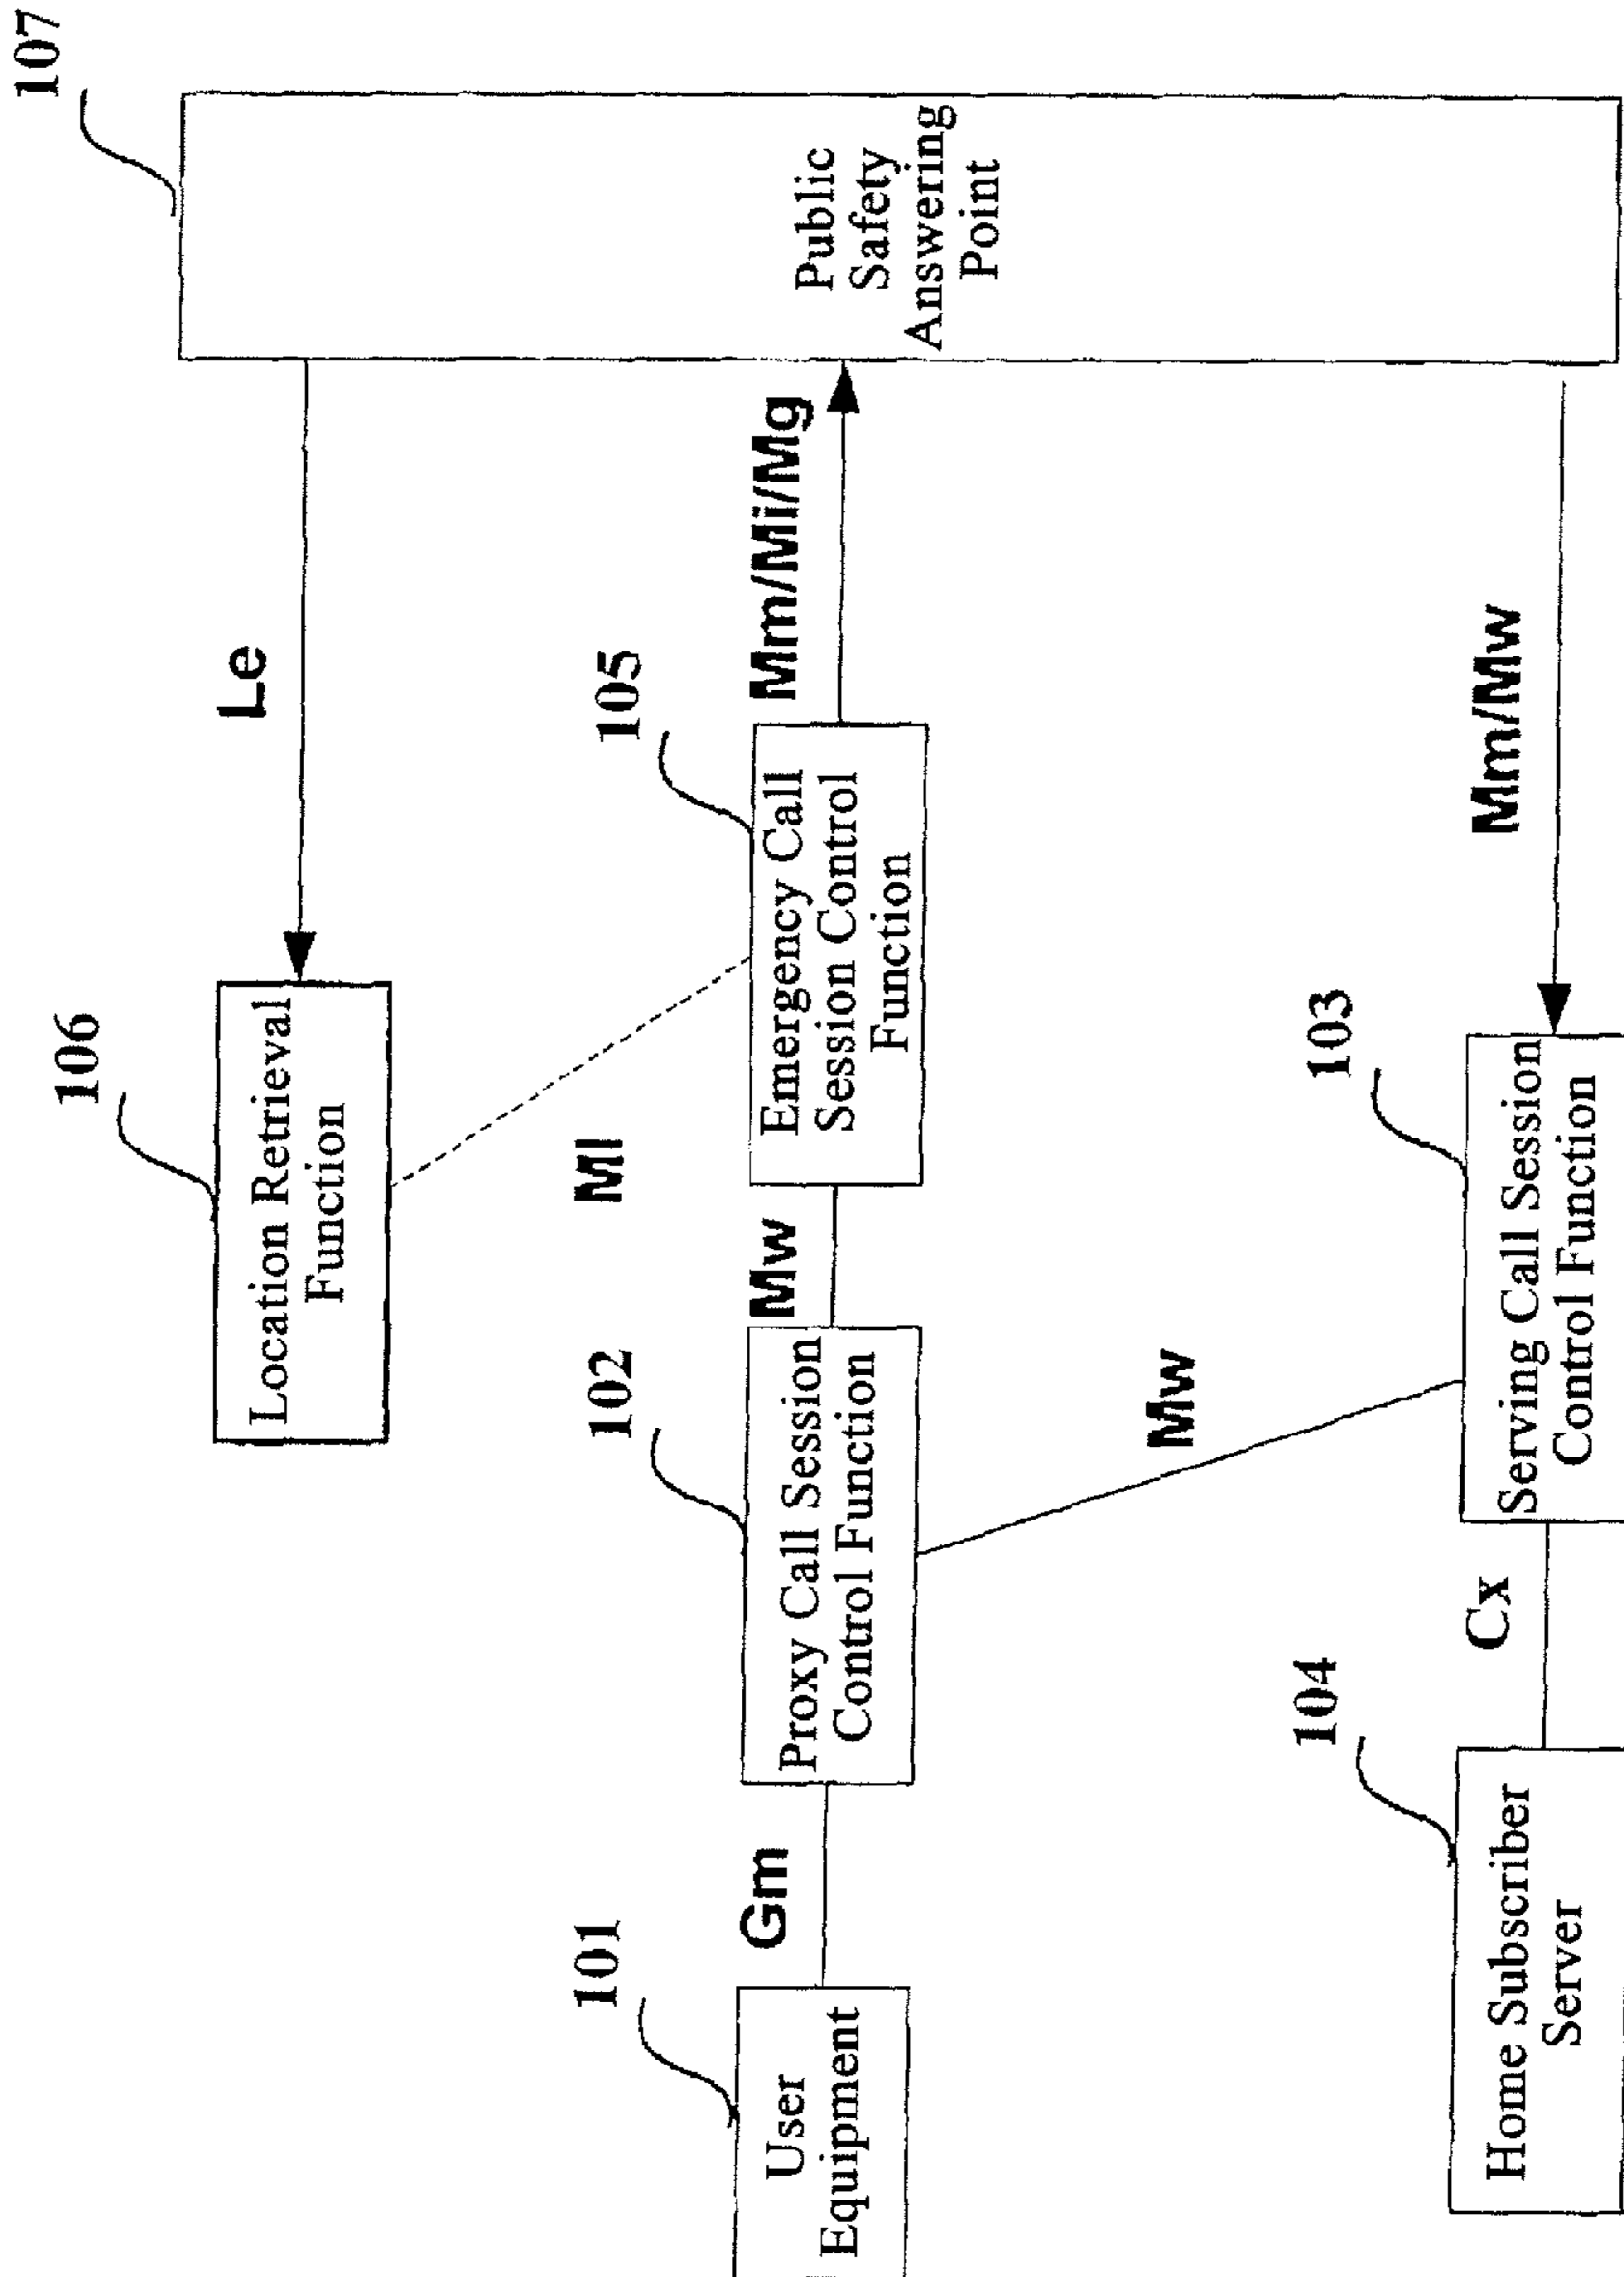 107
Public
Safety
Answering
Point
Le
106
Location Retrieval
Function
Ml
105
Emergency Call
Session Control
Function
Mm/Mi/Mg
Mw
102
Proxy Call Session
Control Function
Gm
101
User
Equipment
Mw
Mm/Mw
103
Serving Call Session
Control Function
Cx
104
Home Subscriber
Server